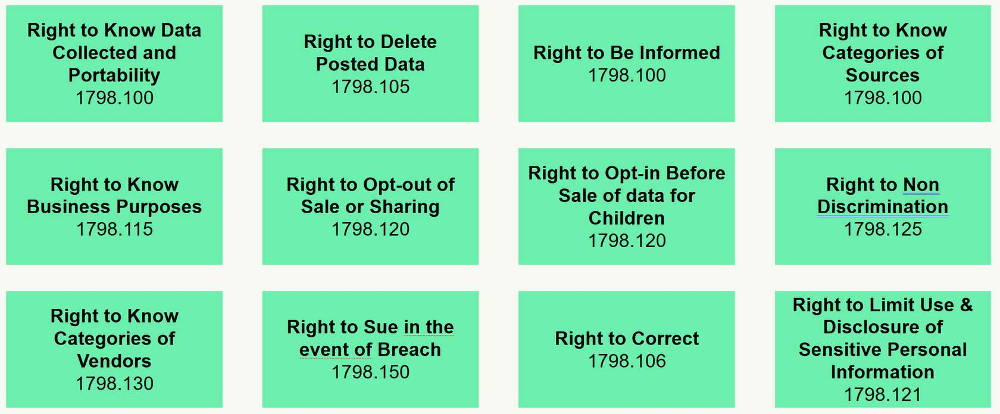 Right to Know Data
Collected and
Portability
1798.100
Right to Delete
Posted Data
1798.105
Right to Be Informed
1798.100
Right to Know
Categories of
Sources
1798.100
Right to Know
Business Purposes
1798.115
Right to Opt-out of
Sale or Sharing
1798.120
Right to Opt-in Before
Sale of data for
Children
1798.120
Right to Non
Discrimination
1798.125
Right to Know
Categories of
Vendors
1798.130
Right to Sue in the
event of Breach
1798.150
Right to Correct
1798.106
Right to Limit Use &
Disclosure of
Sensitive Personal
Information
1798.121